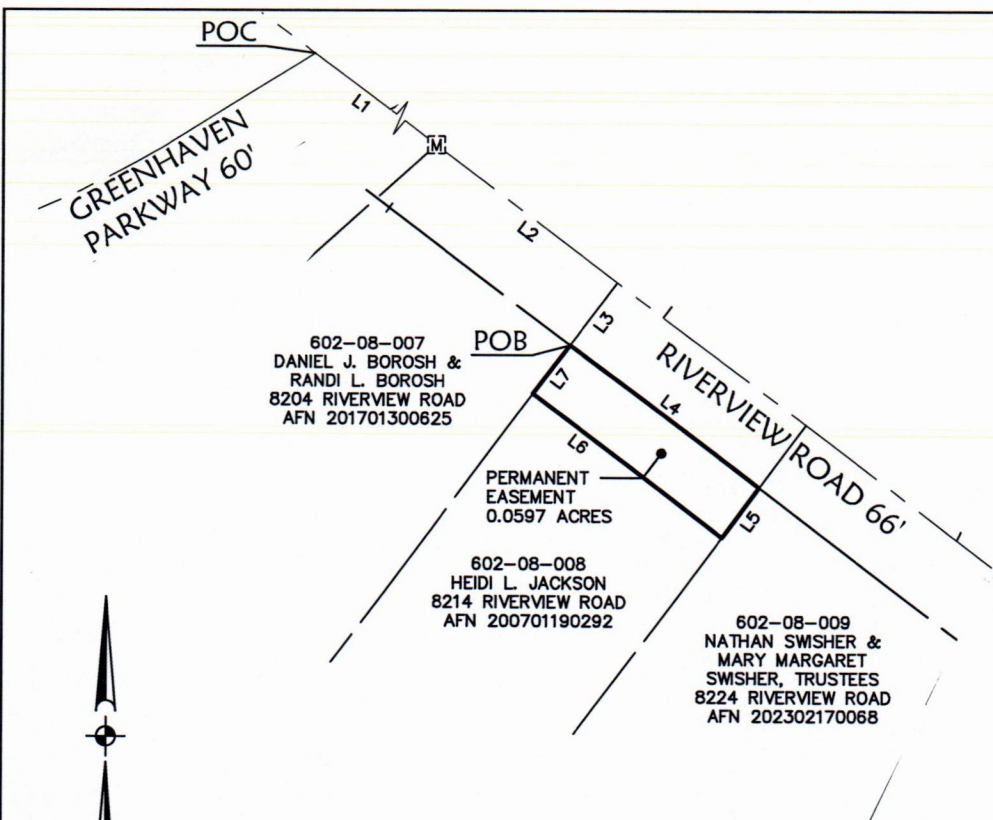 POC
L1
GREENHAVEN
PARKWAY 60'
M
L2
L3
POB
602-08-007
DANIEL J. BOROSH &
RANDI L. BOROSH
8204 RIVERVIEW ROAD
AFN 201701300625
L7
L4
RIVERVIEW ROAD 66'
L6
PERMANENT
EASEMENT
0.0597 ACRES
L5
602-08-008
HEIDI L. JACKSON
8214 RIVERVIEW ROAD
AFN 200701190292
602-08-009
NATHAN SWISHER &
MARY MARGARET
SWISHER, TRUSTEES
8224 RIVERVIEW ROAD
AFN 202302170068